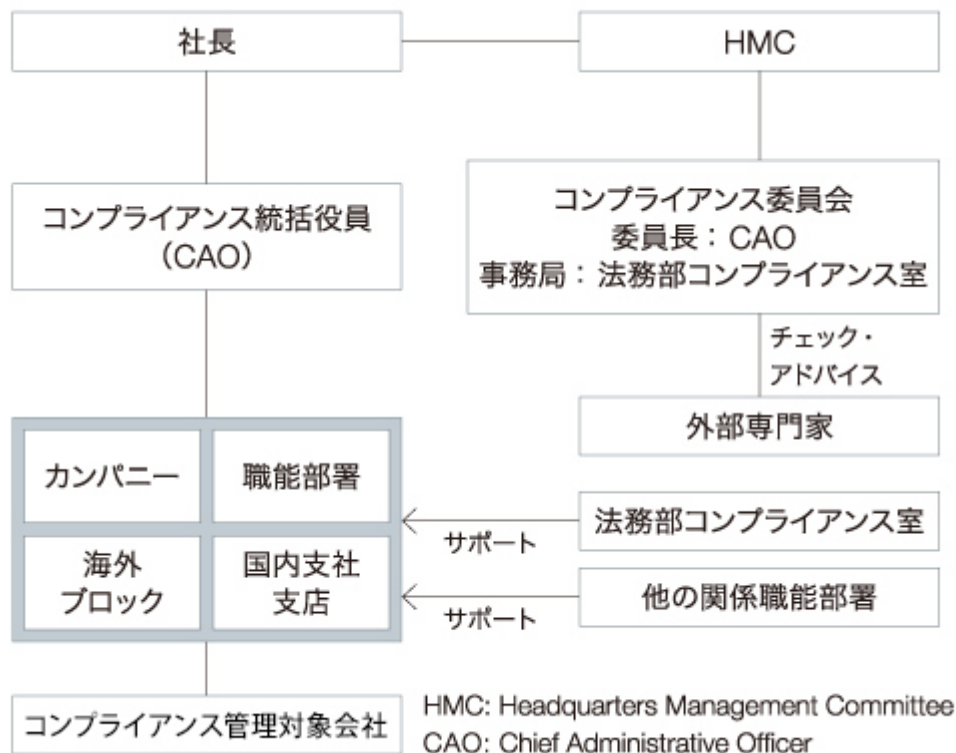 社長
HMC
コンプライアンス統括役員
（CAO）
コンプライアンス委員会
委員長：CAO
事務局：法務部コンプライアンス室
チェック・
アドバイス
外部専門家
カンパニー
職能部署
海外
ブロック
国内支社
支店
サポート
法務部コンプライアンス室
サポート
他の関係職能部署
コンプライアンス管理対象会社
HMC: Headquarters Management Committee
CAO: Chief Administrative Officer